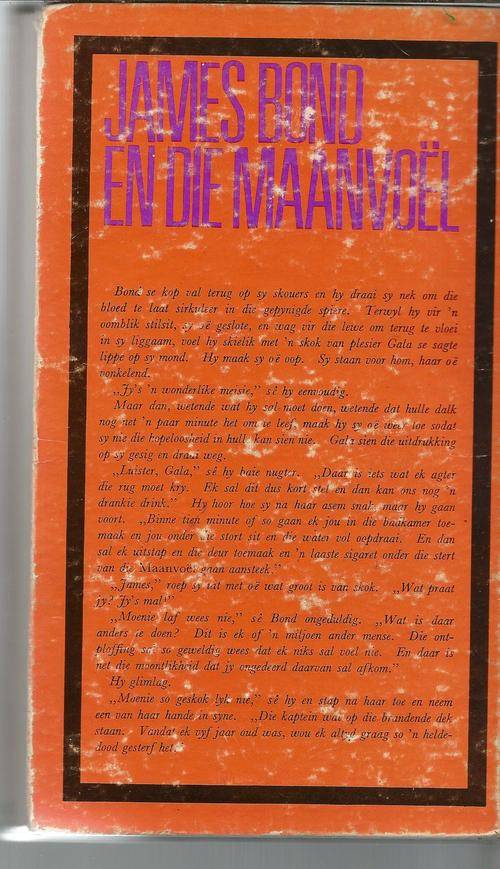 JAMES BOND
EN DIE MAANVOËL
Bond se kop val terug op sy skouers en hy draai sy nek om die
bloed te laat sirkuleer in die gepynigde spiere. Terwyl hy vir 'n
oomblik stilsit, sy oë geslote, en wag vir die lewe om terug te vloei
in sy liggaam, voel hy skielik met 'n skok van plesier Gala se sagte
lippe op sy mond. Hy maak sy oë oop. Sy staan voor hom, haar oë
vonkelend.
„Jy's 'n wonderlike meisie,” sê hy eenvoudig.
Maar dan, wetende wat hy sal moet doen, wetende dat hulle dalk
nog net 'n paar minute het om te leef, maak hy sy oë weer toe sodat
sy nie die hopeloosheid in hulle kan sien nie. Gala sien die uitdrukking
op sy gesig en draai weg.
„Luister, Gala,” sê hy baie nugter. „Daar is iets wat ek agter
die rug moet kry. Ek sal dit dus kort stel en dan kan ons nog 'n
drankie drink.” Hy hoor hoe sy na haar asem snak, maar hy gaan
voort. „Binne tien minute of so gaan ek jou in die badkamer toe-
maak en jou onder die stort sit en die water vol oopdraai. En dan
sal ek uitstap en die deur toemaak en 'n laaste sigaret onder die stert
van die Maanvoël gaan aansteek.”
„James,” roep sy uit met oë wat groot is van skok. „Wat praat
jy? Jy's mal!”
„Moenie laf wees nie,” sê Bond ongeduldig. „Wat is daar
anders te doen? Dit is ek of 'n miljoen ander mense. Die ont-
ploffing sal so geweldig wees dat ek niks sal voel nie. En daar is
net die moontlikheid dat jy ongedeerd daarvan sal afkom.”
Hy glimlag.
„Moenie so geskok lyk nie,” sê hy en stap na haar toe en neem
een van haar hande in syne. „Die kaptein wat op die brandende dek
staan. Vandat ek vyf jaar oud was, wou ek altyd graag so 'n helde-
dood gesterf het.